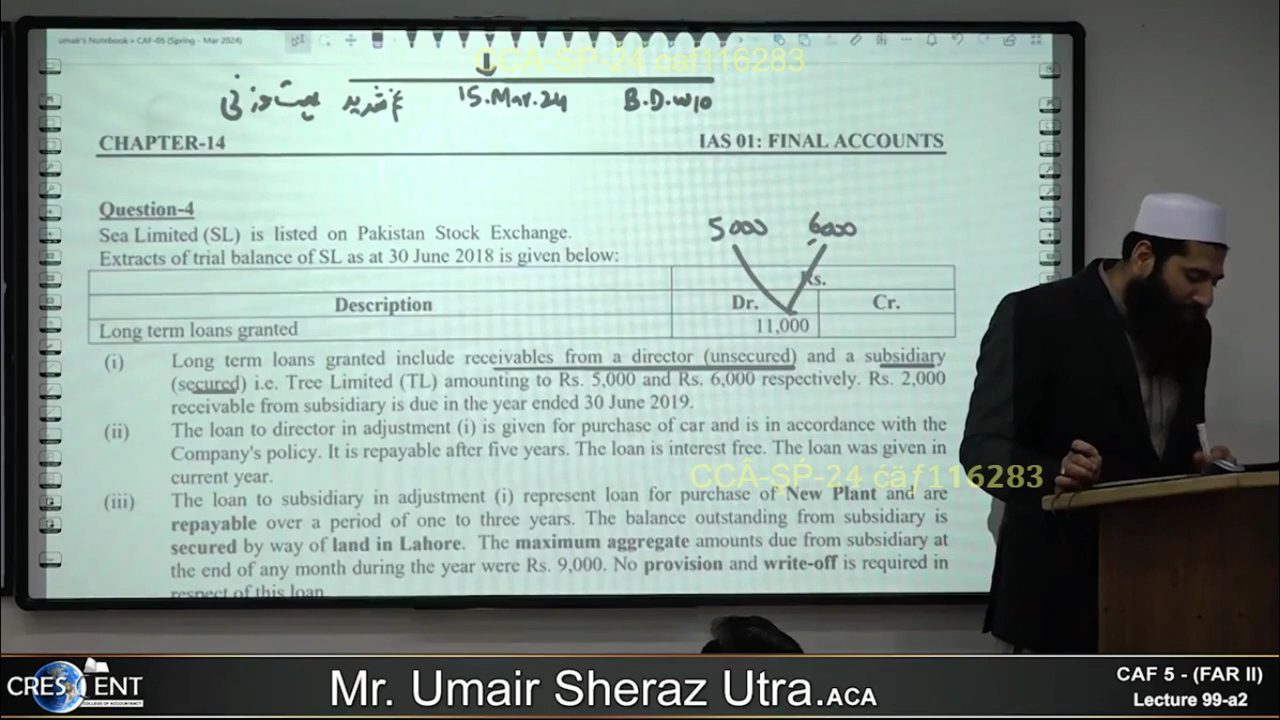 umair's Notebook > CAF-05 (Spring - Mar 2024)
CCA-SP-24 caf116283
15.Mar.24 B.D.w/o
CHAPTER-14 IAS 01: FINAL ACCOUNTS
Question-4
5000 6000
Sea Limited (SL) is listed on Pakistan Stock Exchange.
Extracts of trial balance of SL as at 30 June 2018 is given below:
Rs.
Description Dr. Cr.
Long term loans granted 11,000
(i) Long term loans granted include receivables from a director (unsecured) and a subsidiary
(secured) i.e. Tree Limited (TL) amounting to Rs. 5,000 and Rs. 6,000 respectively. Rs. 2,000
receivable from subsidiary is due in the year ended 30 June 2019.
(ii) The loan to director in adjustment (i) is given for purchase of car and is in accordance with the
Company's policy. It is repayable after five years. The loan is interest free. The loan was given in
current year.
CCÂ-ŞṔ-24 ćäƒ116283
(iii) The loan to subsidiary in adjustment (i) represent loan for purchase of New Plant and are
repayable over a period of one to three years. The balance outstanding from subsidiary is
secured by way of land in Lahore. The maximum aggregate amounts due from subsidiary at
the end of any month during the year were Rs. 9,000. No provision and write-off is required in
respect of this loan
CRESCENT
COLLEGE OF ACCOUNTANCY
Mr. Umair Sheraz Utra.ACA
CAF 5 - (FAR II)
Lecture 99-a2